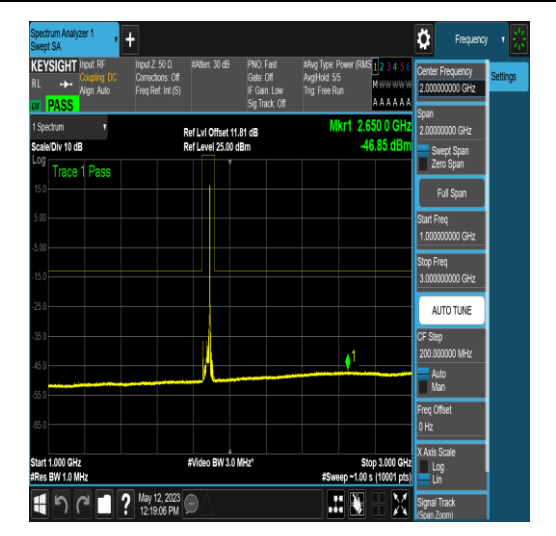 Spectrum Analyzer 1
Swept SA
Frequency
KEYSIGHT
RL
PASS
Input: RF
Coupling: DC
Align: Auto
Input Z: 50 Ω
Corrections: Off
Freq Ref: Int (S)
#Atten: 30 dB
PNO: Fast
Gate: Off
IF Gain: Low
Sig Track: Off
#Avg Type: Power (RMS
Avg|Hold: 5/5
Trig: Free Run
1 2 3 4 5 6
M w w w w w
A A A A A A
1 Spectrum
Scale/Div 10 dB
Ref Lvl Offset 11.81 dB
Ref Level 25.00 dBm
Mkr1 2.650 0 GHz
-46.85 dBm
Log
Trace 1 Pass
15.0
5.00
-5.00
-15.0
-25.0
-35.0
-45.0
-55.0
-65.0
1
Start 1.000 GHz
#Res BW 1.0 MHz
#Video BW 3.0 MHz*
Stop 3.000 GHz
#Sweep ~1.00 s (10001 pts)
May 12, 2023
12:19:06 PM
Center Frequency
2.000000000 GHz
Settings
Span
2.00000000 GHz
Swept Span
Zero Span
Full Span
Start Freq
1.000000000 GHz
Stop Freq
3.000000000 GHz
AUTO TUNE
CF Step
200.000000 MHz
Auto
Man
Freq Offset
0 Hz
X Axis Scale
Log
Lin
Signal Track
(Span Zoom)